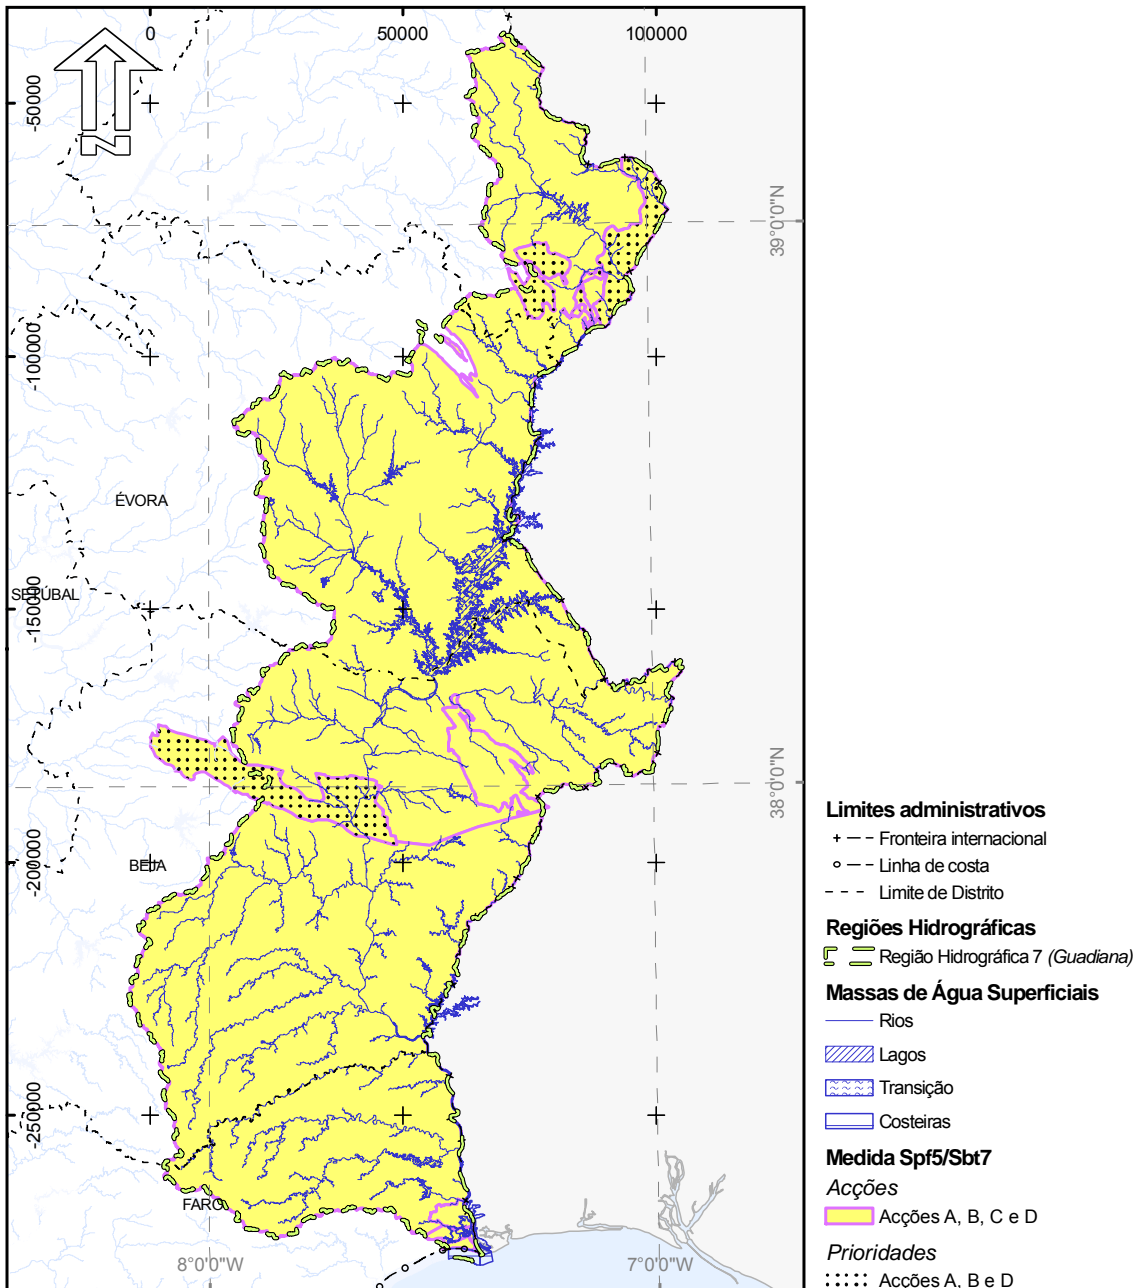 0
50000
100000
-50000
-100000
-150000
-200000
-250000
N
39°0'0"N
38°0'0"N
8°0'0"W
7°0'0"W
ÉVORA
SETÚBAL
BEJA
FARO
Limites administrativos
Fronteira internacional
Linha de costa
Limite de Distrito
Regiões Hidrográficas
Região Hidrográfica 7 (Guadiana)
Massas de Água Superficiais
Rios
Lagos
Transição
Costeiras
Medida Spf5/Sbt7
Acções
Acções A, B, C e D
Prioridades
Acções A, B e D